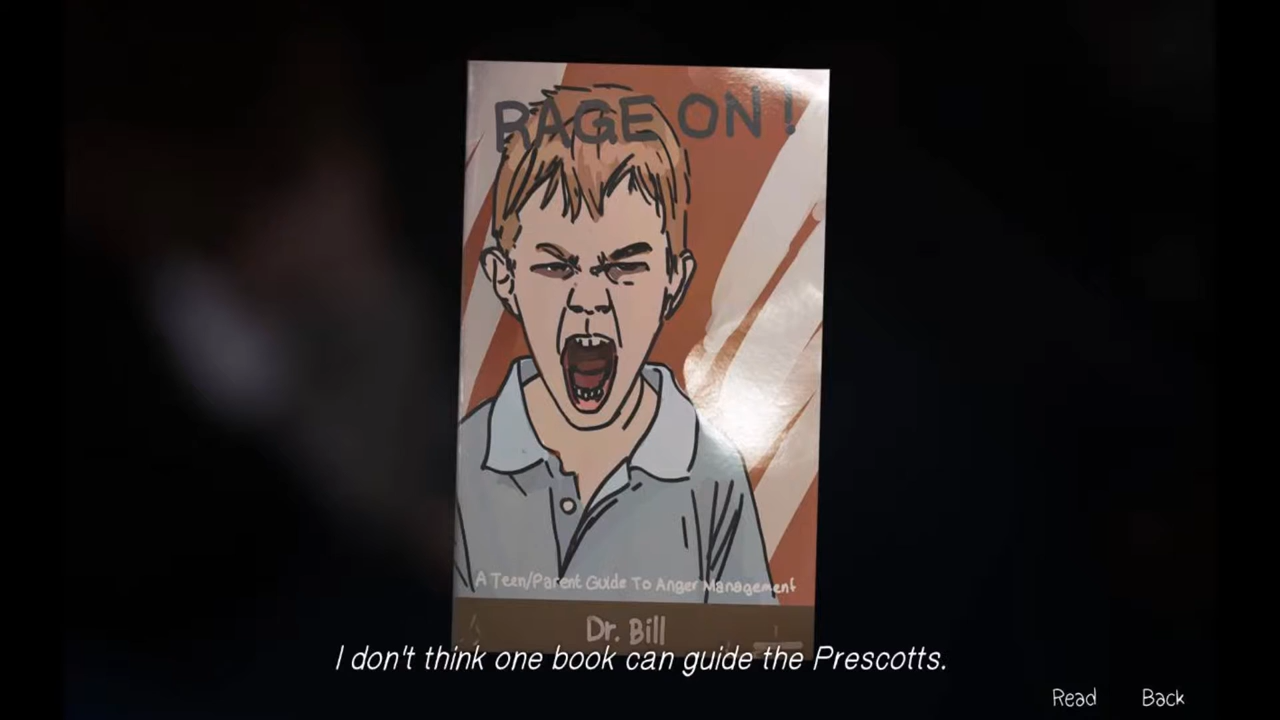 RAGE ON!
A Teen/Parent Guide To Anger Management
Dr. Bill
I don't think one book can guide the Prescotts.
Read Back